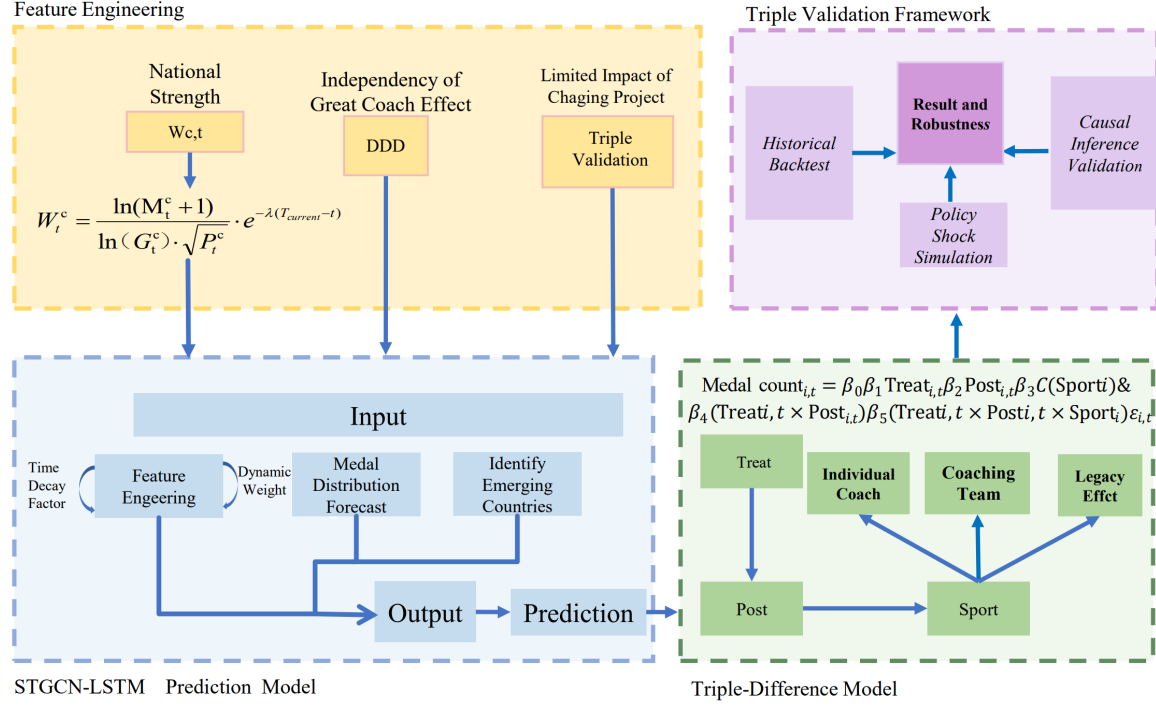 Feature Engineering
National
Strength
Wc,t
W_t^c = ln(M_t^c +1) / ln（G_t^c）· √P_t^c · e^{-λ(T_current−t)}
Independency of
Great Coach Effect
DDD
Limited Impact of
Chaging Project
Triple
Validation
Triple Validation Framework
Historical
Backtest
Result and
Robustness
Causal
Inference
Validation
Policy
Shock
Simulation
Input
Time
Decay
Factor
Feature
Engeering
Dynamic
Weight
Medal
Distribution
Forecast
Identify
Emerging
Countries
Output
Prediction
STGCN-LSTM Prediction Model
Medal count_{i,t} = β_0β_1Treat_{i,t}β_2Post_{i,t}β_3C(Sporti)&
β_4(Treati, t × Post_{i,t})β_5(Treati, t × Posti, t × Sport_i)ε_{i,t}
Treat
Individual
Coach
Coaching
Team
Legacy
Effct
Post
Sport
Triple-Difference Model